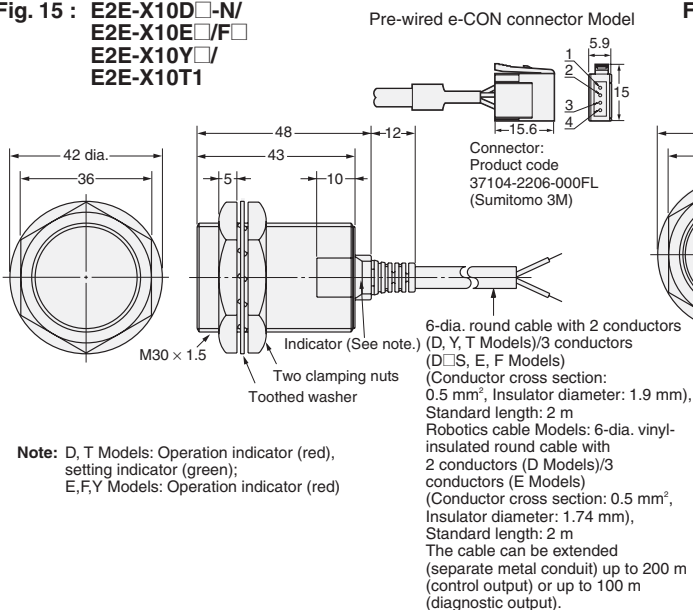 Fig. 15 : E2E-X10D□-N/
E2E-X10E□/F□
E2E-X10Y□/
E2E-X10T1
Pre-wired e-CON connector Model
F
5.9
1
2
3
4
15
15.6
Connector:
Product code
37104-2206-000FL
(Sumitomo 3M)
48
12
42 dia.
43
36
5
10
M30 × 1.5
Indicator (See note.)
Two clamping nuts
Toothed washer
6-dia. round cable with 2 conductors
(D, Y, T Models)/3 conductors
(D□S, E, F Models)
(Conductor cross section:
0.5 mm², Insulator diameter: 1.9 mm),
Standard length: 2 m
Robotics cable Models: 6-dia. vinyl-
insulated round cable with
2 conductors (D Models)/3
conductors (E Models)
(Conductor cross section: 0.5 mm²,
Insulator diameter: 1.74 mm),
Standard length: 2 m
The cable can be extended
(separate metal conduit) up to 200 m
(control output) or up to 100 m
(diagnostic output).
Note: D, T Models: Operation indicator (red),
setting indicator (green);
E,F,Y Models: Operation indicator (red)